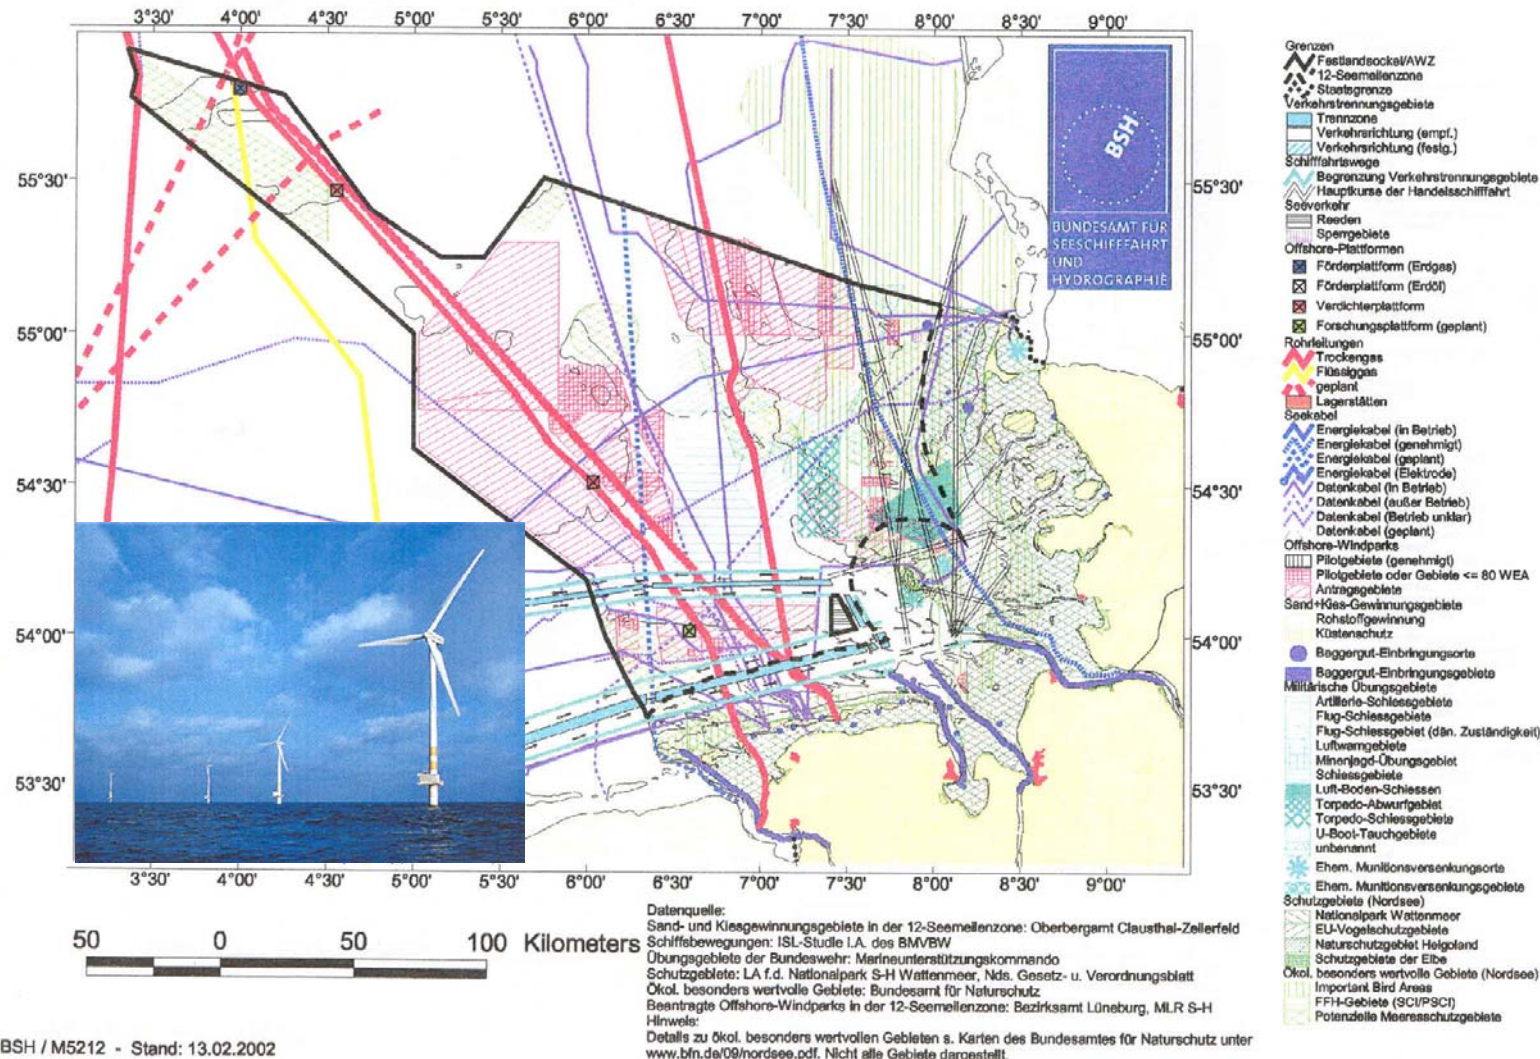 3°30' 4°00' 4°30' 5°00' 5°30' 6°00' 6°30' 7°00' 7°30' 8°00' 8°30' 9°00'
55°30'
55°00'
54°30'
54°00'
53°30'
55°30'
55°00'
54°30'
54°00'
53°30'
3°30' 4°00' 4°30' 5°00' 5°30' 6°00' 6°30' 7°00' 7°30' 8°00' 8°30' 9°00'
BSH
BUNDESAMT FÜR
SEESCHIFFFAHRT
UND
HYDROGRAPHIE
Grenzen
Festlandsockel/AWZ
12-Seemeilenzone
Staatsgrenze
Verkehrstrennungsgebiete
Trennzone
Verkehrsrichtung (empf.)
Verkehrsrichtung (festg.)
Schifffahrtswege
Begrenzung Verkehrstrennungsgebiete
Hauptkurse der Handelsschifffahrt
Seeverkehr
Reeden
Sperrgebiete
Offshore-Plattformen
Förderplattform (Erdgas)
Förderplattform (Erdöl)
Verdichterplattform
Forschungsplattform (geplant)
Rohrleitungen
Trockengas
Flüssiggas
geplant
Lagerstätten
Seekabel
Energiekabel (in Betrieb)
Energiekabel (genehmigt)
Energiekabel (geplant)
Energiekabel (Elektrode)
Datenkabel (in Betrieb)
Datenkabel (außer Betrieb)
Datenkabel (Betrieb unklar)
Datenkabel (geplant)
Offshore-Windparks
Pilotgebiete (genehmigt)
Pilotgebiete oder Gebiete <= 80 WEA
Antragsgebiete
Sand+Kies-Gewinnungsgebiete
Rohstoffgewinnung
Küstenschutz
Baggergut-Einbringungsorte
Baggergut-Einbringungsgebiete
Militärische Übungsgebiete
Artillerie-Schiessgebiete
Flug-Schiessgebiete
Flug-Schiessgebiet (dän. Zuständigkeit)
Luftwarngebiete
Minenjagd-Übungsgebiet
Schiessgebiete
Luft-Boden-Schiessen
Torpedo-Abwurfgebiet
Torpedo-Schiessgebiete
U-Boot-Tauchgebiete
unbenannt
Ehem. Munitionsversenkungsorte
Ehem. Munitionsversenkungsgebiete
Schutzgebiete (Nordsee)
Nationalpark Wattenmeer
EU-Vogelschutzgebiete
Naturschutzgebiet Helgoland
Schutzgebiete der Elbe
Ökol. besonders wertvolle Gebiete (Nordsee)
Important Bird Areas
FFH-Gebiete (SCI/PSCI)
Potenzielle Meeresschutzgebiete
50 0 50 100 Kilometers
Datenquelle:
Sand- und Kiesgewinnungsgebiete in der 12-Seemeilenzone: Oberbergamt Clausthal-Zellerfeld
Schiffsbewegungen: ISL-Studie i.A. des BMVBW
Übungsgebiete der Bundeswehr: Marineunterstützungskommando
Schutzgebiete: LA f.d. Nationalpark S-H Wattenmeer, Nds. Gesetz- u. Verordnungsblatt
Ökol. besonders wertvolle Gebiete: Bundesamt für Naturschutz
Beantragte Offshore-Windparks in der 12-Seemeilenzone: Bezirksamt Lüneburg, MLR S-H
Hinweis:
Details zu ökol. besonders wertvollen Gebieten s. Karten des Bundesamtes für Naturschutz unter
www.bfn.de/09/nordsee.pdf. Nicht alle Gebiete dargestellt.
BSH / M5212 - Stand: 13.02.2002